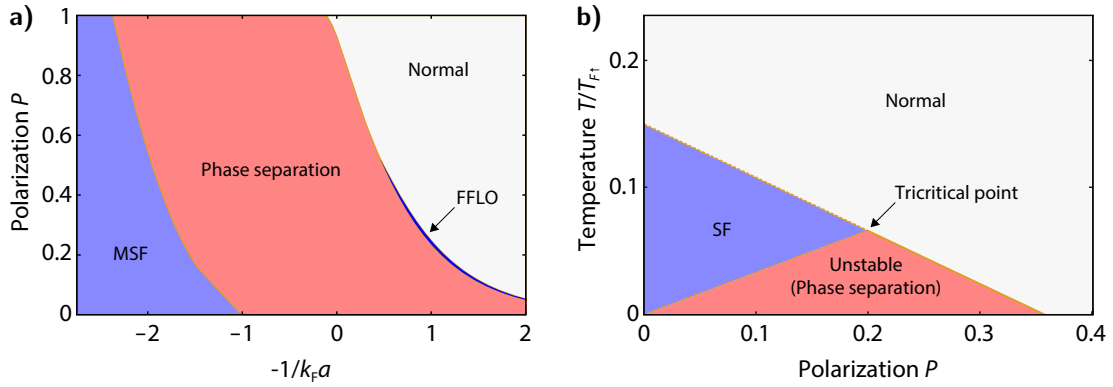 a)
Polarization P
1
0.8
0.6
0.4
0.2
0
Normal
Phase separation
FFLO
MSF
−2
−1
0
1
2
-1/kFa
b)
Temperature T/TF↑
0.2
0.1
0
Normal
Tricritical point
SF
Unstable
(Phase separation)
0
0.1
0.2
0.3
0.4
Polarization P